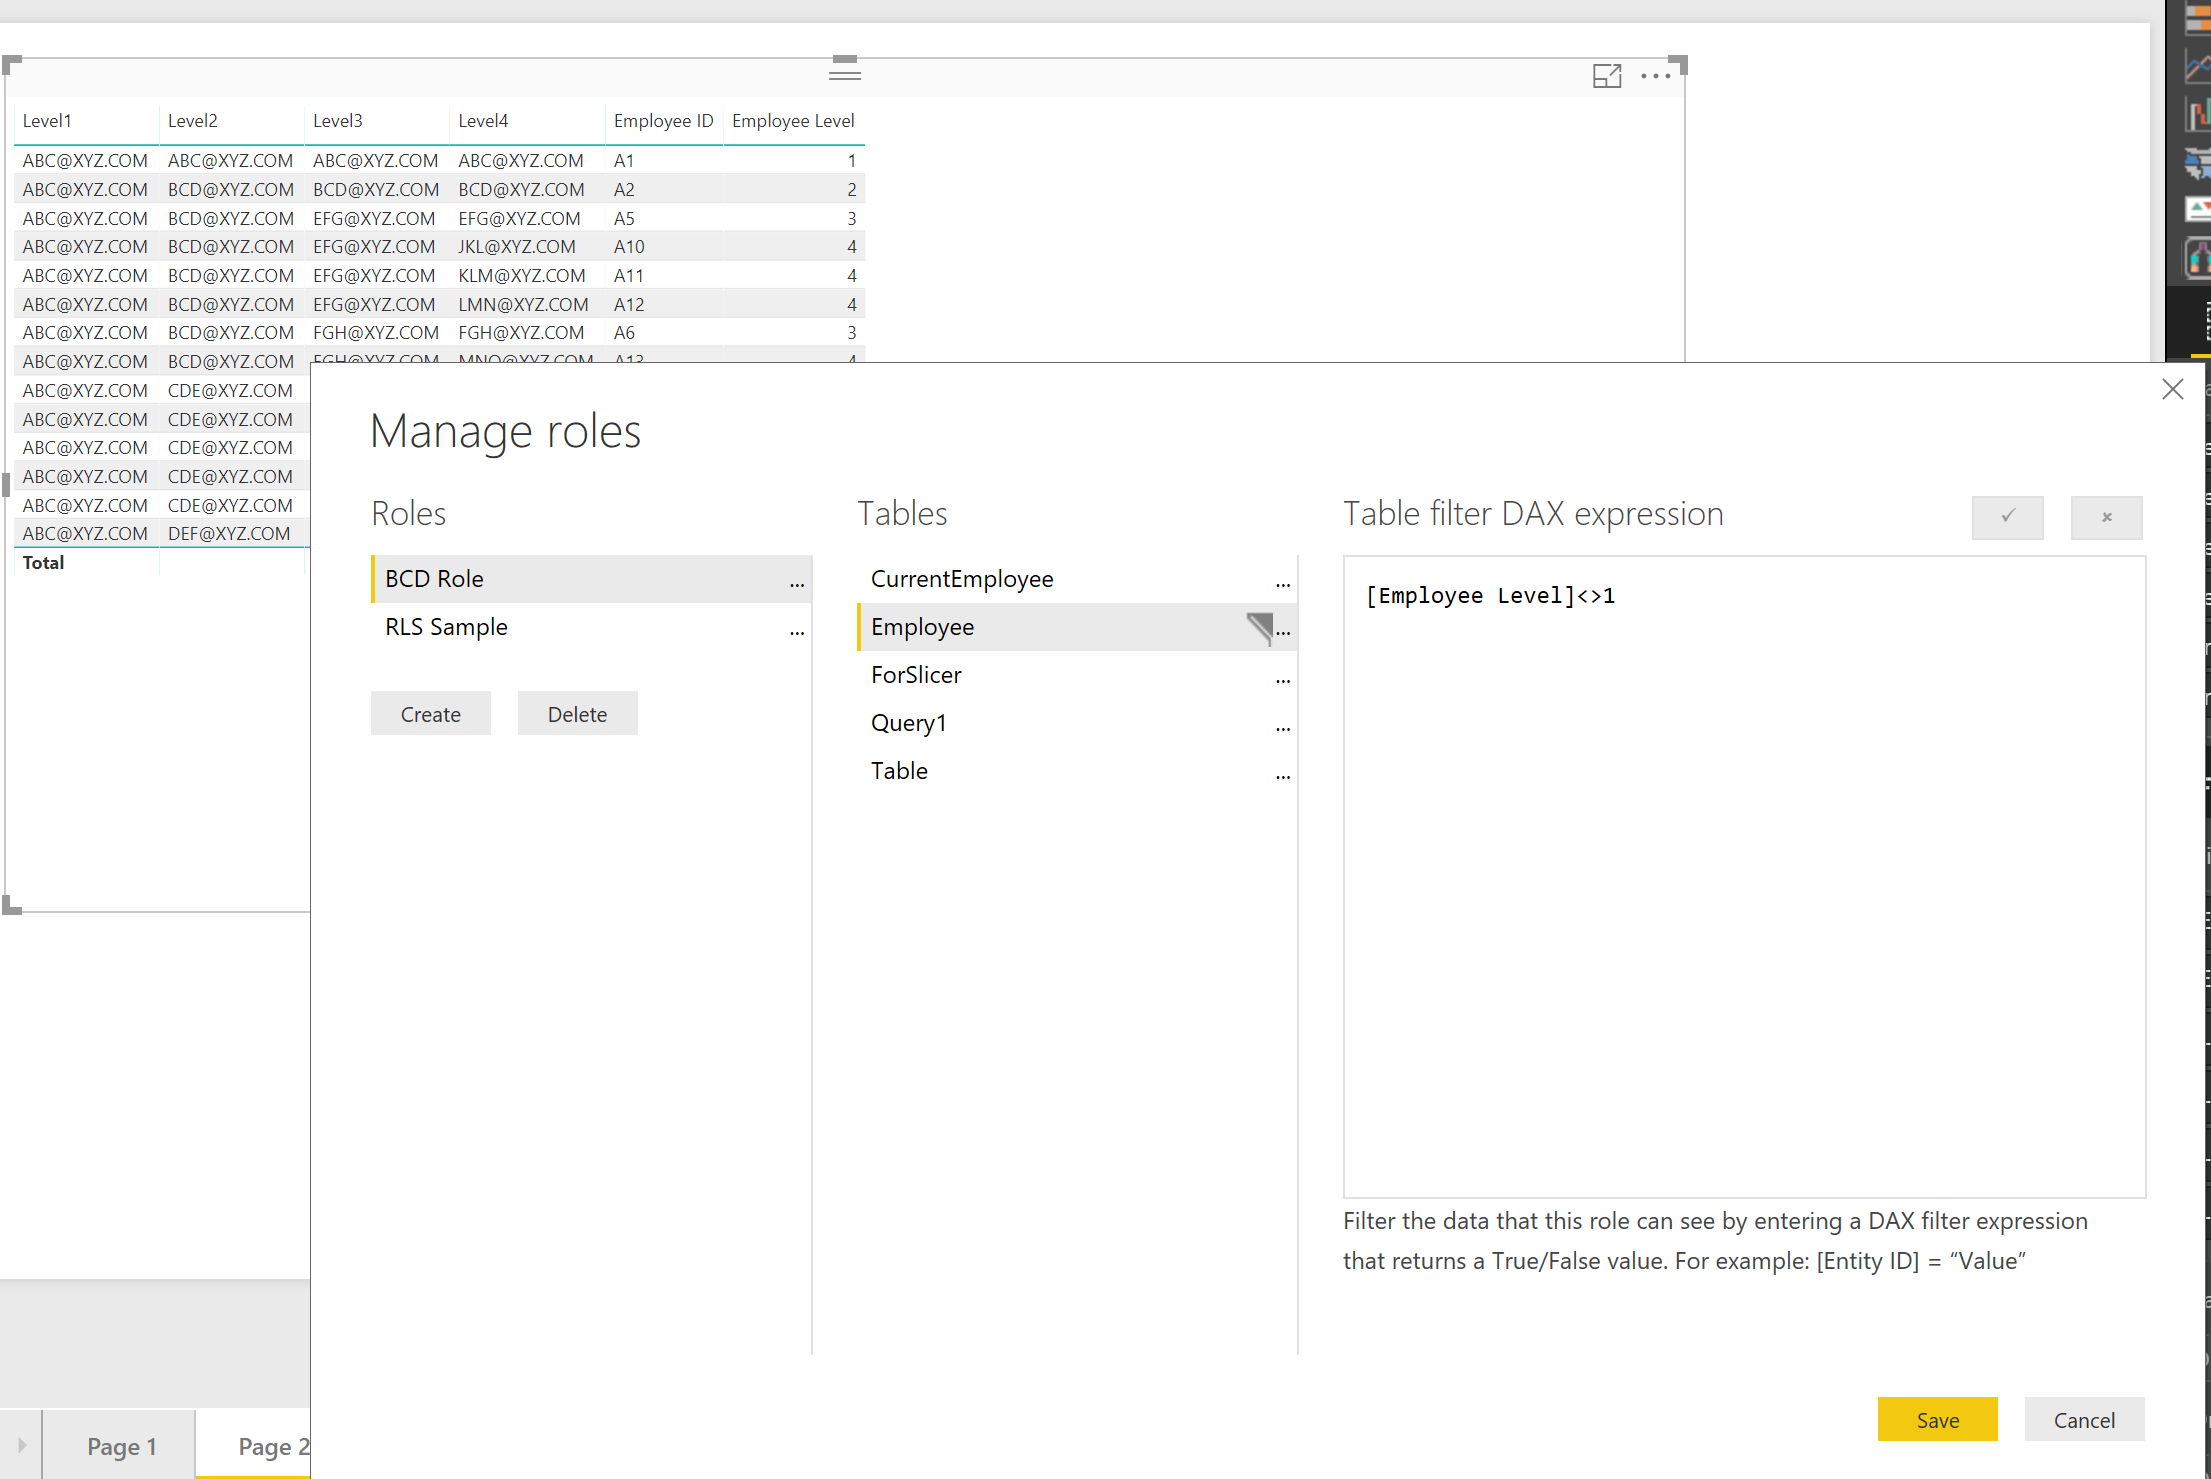 Level1 Level2 Level3 Level4 Employee ID Employee Level
ABC@XYZ.COM ABC@XYZ.COM ABC@XYZ.COM ABC@XYZ.COM A1 1
ABC@XYZ.COM BCD@XYZ.COM BCD@XYZ.COM BCD@XYZ.COM A2 2
ABC@XYZ.COM BCD@XYZ.COM EFG@XYZ.COM EFG@XYZ.COM A5 3
ABC@XYZ.COM BCD@XYZ.COM EFG@XYZ.COM JKL@XYZ.COM A10 4
ABC@XYZ.COM BCD@XYZ.COM EFG@XYZ.COM KLM@XYZ.COM A11 4
ABC@XYZ.COM BCD@XYZ.COM EFG@XYZ.COM LMN@XYZ.COM A12 4
ABC@XYZ.COM BCD@XYZ.COM FGH@XYZ.COM FGH@XYZ.COM A6 3
ABC@XYZ.COM BCD@XYZ.COM FGH@XYZ.COM MNO@XYZ.COM A13 4
ABC@XYZ.COM CDE@XYZ.COM
ABC@XYZ.COM CDE@XYZ.COM
ABC@XYZ.COM CDE@XYZ.COM
ABC@XYZ.COM CDE@XYZ.COM
ABC@XYZ.COM CDE@XYZ.COM
ABC@XYZ.COM DEF@XYZ.COM
Total
Manage roles
Roles
BCD Role ...
RLS Sample ...
Create Delete
Tables
CurrentEmployee ...
Employee ...
ForSlicer ...
Query1 ...
Table ...
Table filter DAX expression
[Employee Level]<>1
Filter the data that this role can see by entering a DAX filter expression
that returns a True/False value. For example: [Entity ID] = “Value”
Save Cancel
Page 1 Page 2